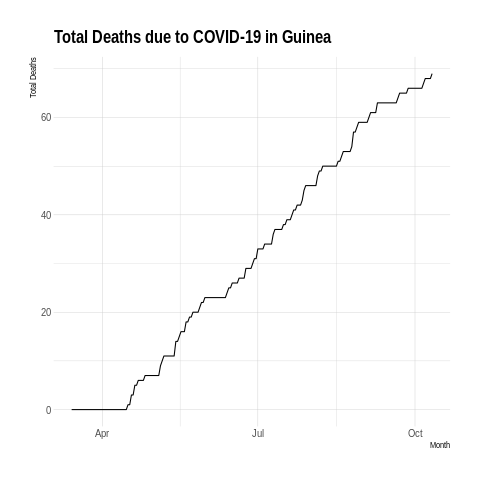 Total Deaths due to COVID-19 in Guinea
Total Deaths
60
40
20
0
Apr
Jul
Oct
Month